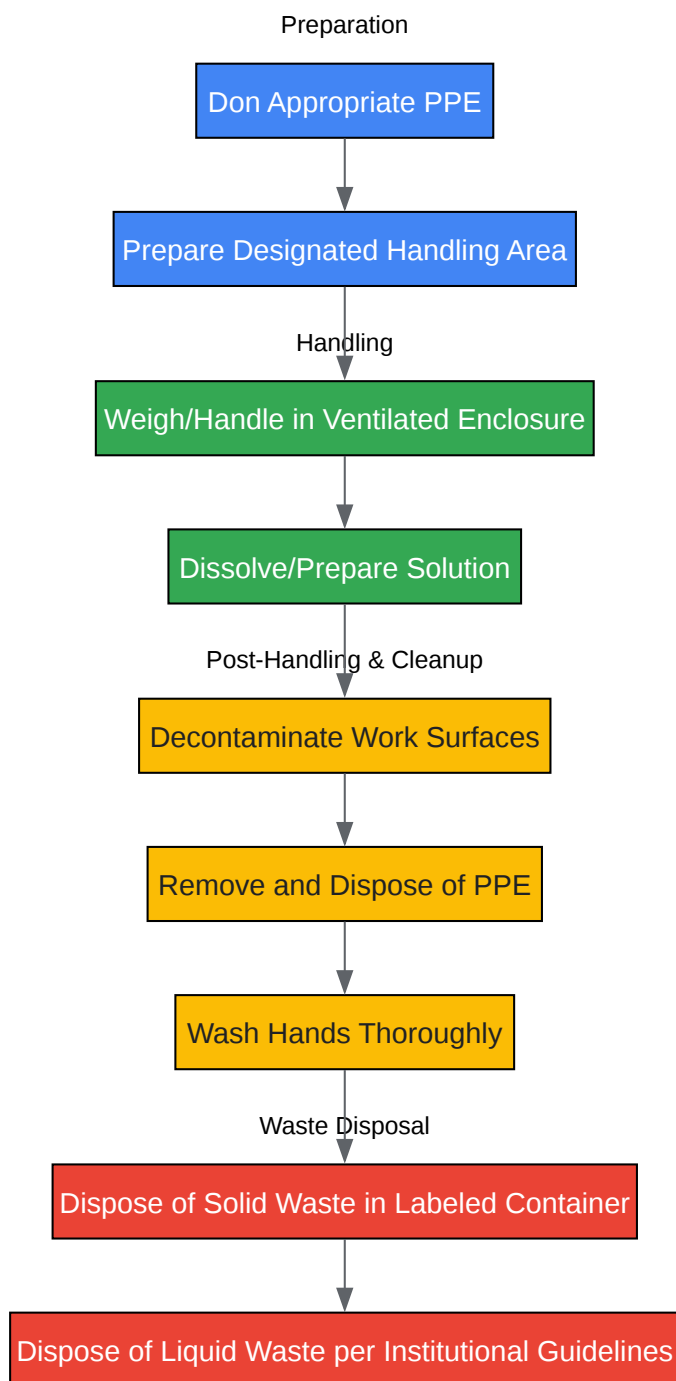 Preparation
Don Appropriate PPE
Prepare Designated Handling Area
Handling
Weigh/Handle in Ventilated Enclosure
Dissolve/Prepare Solution
Post-Handling & Cleanup
Decontaminate Work Surfaces
Remove and Dispose of PPE
Wash Hands Thoroughly
Waste Disposal
Dispose of Solid Waste in Labeled Container
Dispose of Liquid Waste per Institutional Guidelines